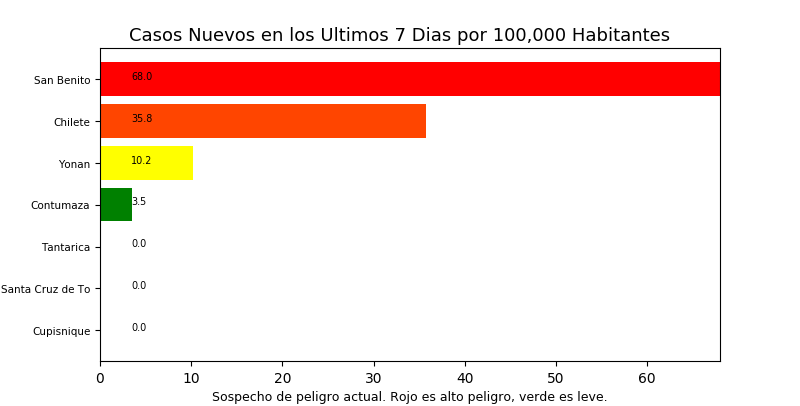 Casos Nuevos en los Ultimos 7 Dias por 100,000 Habitantes
San Benito 68.0
Chilete 35.8
Yonan 10.2
Contumaza 3.5
Tantarica 0.0
Santa Cruz de To 0.0
Cupisnique 0.0
0 10 20 30 40 50 60
Sospecho de peligro actual. Rojo es alto peligro, verde es leve.